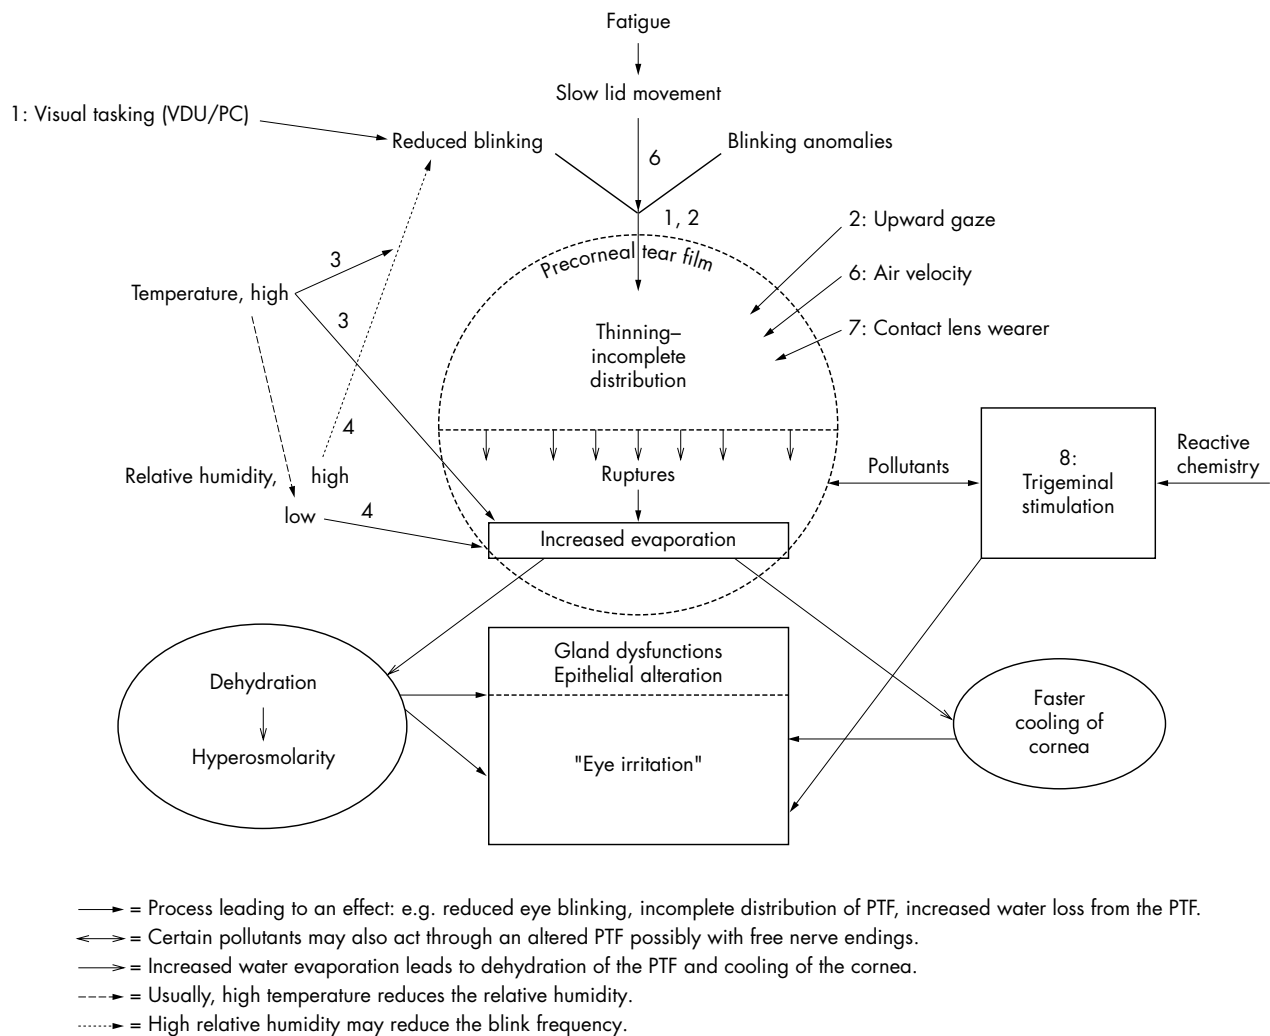 Fatigue
Slow lid movement
1: Visual tasking (VDU/PC)
Reduced blinking
Blinking anomalies
6
1, 2
2: Upward gaze
Precorneal tear film
3
6: Air velocity
Temperature, high
3
7: Contact lens wearer
Thinning–
incomplete
distribution
4
Reactive
chemistry
Pollutants
8:
Trigeminal
stimulation
Relative humidity, high
Ruptures
low
4
Increased evaporation
Gland dysfunctions
Epithelial alteration
Dehydration
Hyperosmolarity
"Eye irritation"
Faster
cooling of
cornea
= Process leading to an effect: e.g. reduced eye blinking, incomplete distribution of PTF, increased water loss from the PTF.
= Certain pollutants may also act through an altered PTF possibly with free nerve endings.
= Increased water evaporation leads to dehydration of the PTF and cooling of the cornea.
= Usually, high temperature reduces the relative humidity.
= High relative humidity may reduce the blink frequency.